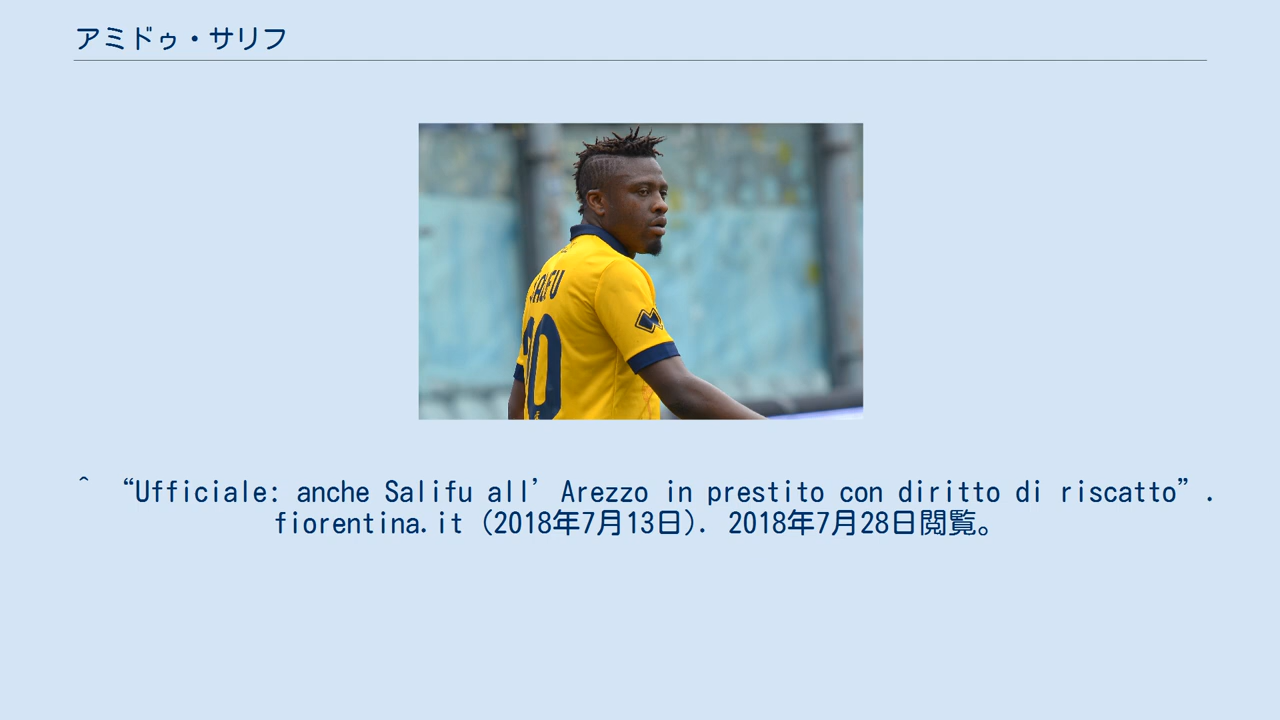 アミドゥ・サリフ
SALIFU
^ “Ufficiale: anche Salifu all’Arezzo in prestito con diritto di riscatto”.
fiorentina.it (2018年7月13日). 2018年7月28日閲覧。